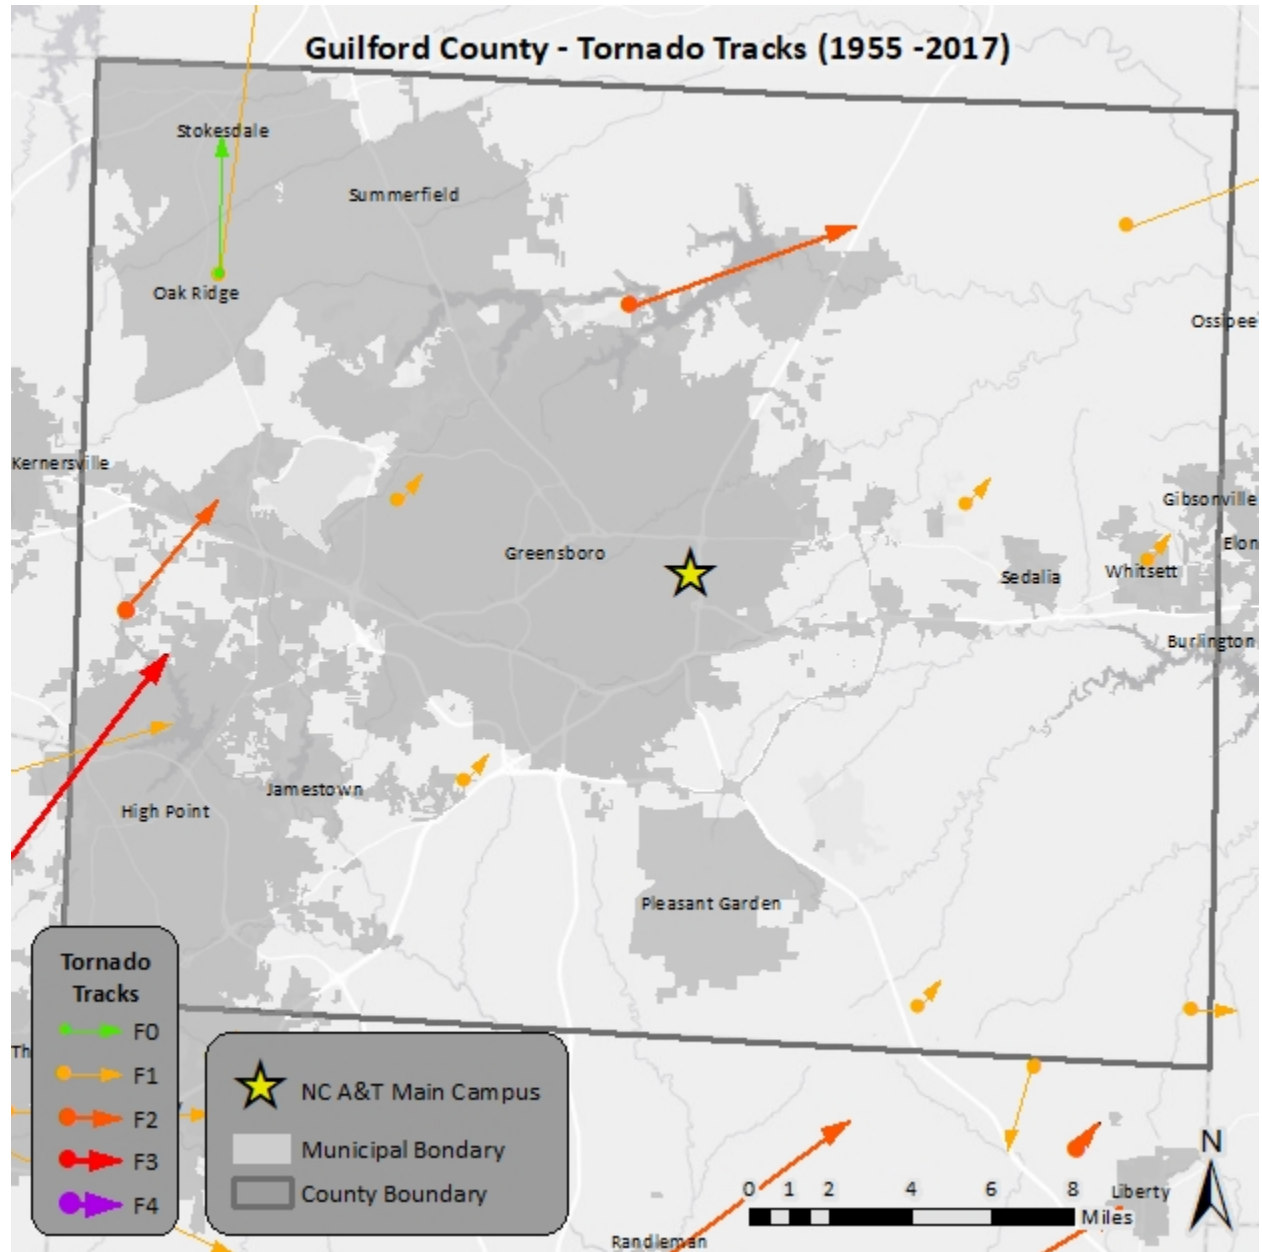 Guilford County - Tornado Tracks (1955 -2017)
Stokesdale
Summerfield
Oak Ridge
Ossipee
Kernersville
Gibsonville
Greensboro
Elon
Sedalia
Whitsett
Burlington
Jamestown
High Point
Pleasant Garden
Tornado
Tracks
F0
F1
F2
F3
F4
Th
NC A&T Main Campus
Municipal Bondary
County Boundary
N
0 1 2 4 6 8
Miles
Liberty
Randleman